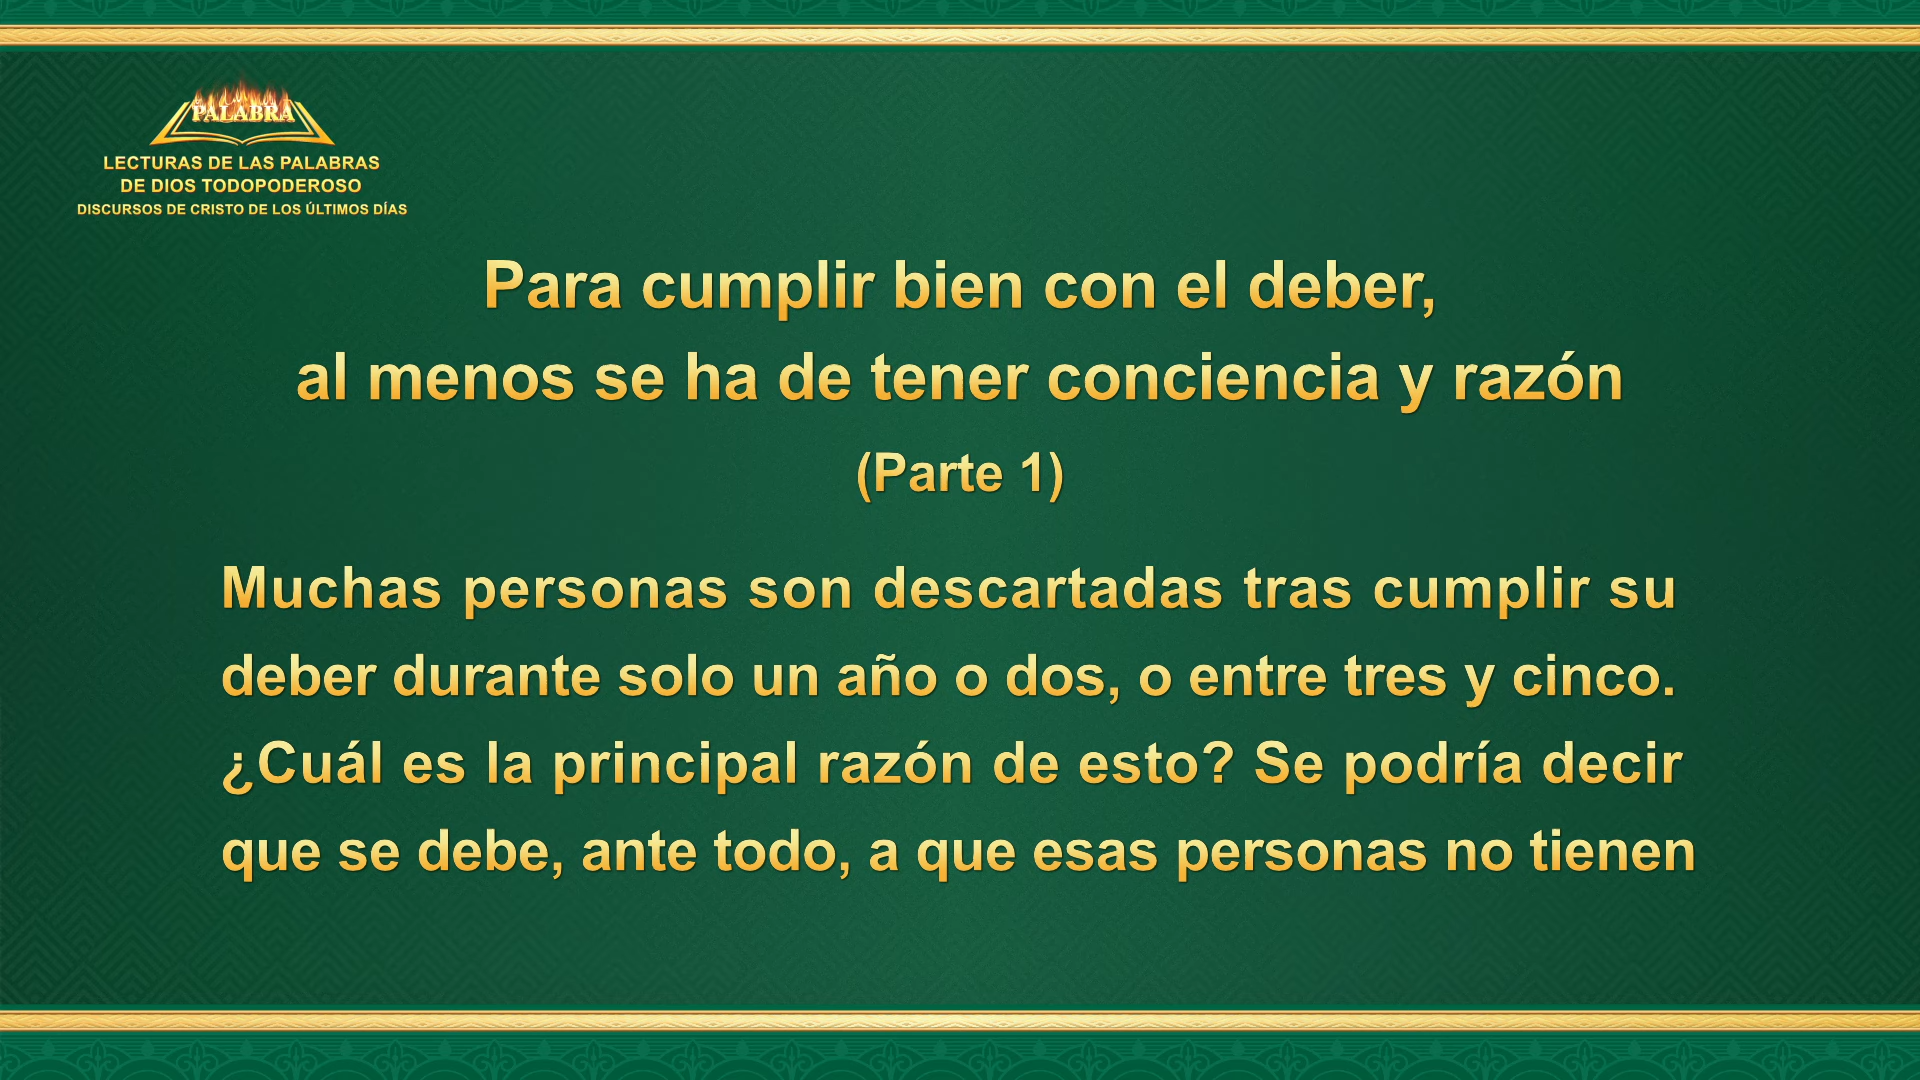 PALABRA
LECTURAS DE LAS PALABRAS
DE DIOS TODOPODEROSO
DISCURSOS DE CRISTO DE LOS ÚLTIMOS DÍAS
Para cumplir bien con el deber,
al menos se ha de tener conciencia y razón
(Parte 1)
Muchas personas son descartadas tras cumplir su
deber durante solo un año o dos, o entre tres y cinco.
¿Cuál es la principal razón de esto? Se podría decir
que se debe, ante todo, a que esas personas no tienen